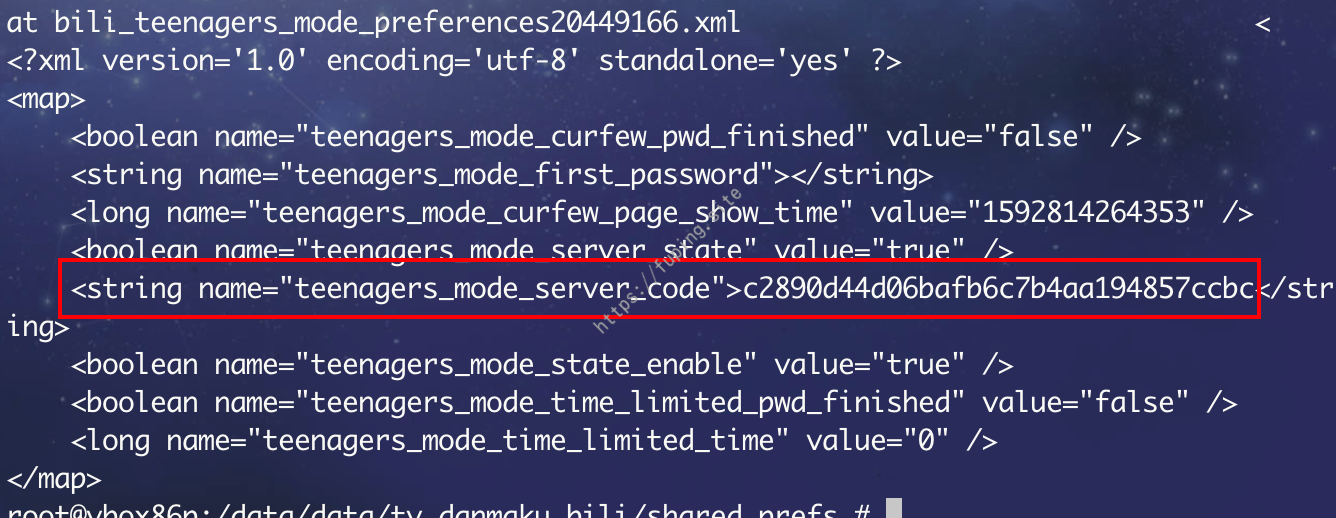 at bili_teenagers_mode_preferences20449166.xml <
<?xml version='1.0' encoding='utf-8' standalone='yes' ?>
<map>
    <boolean name="teenagers_mode_curfew_pwd_finished" value="false" />
    <string name="teenagers_mode_first_password"></string>
    <long name="teenagers_mode_curfew_page_show_time" value="1592814264353" />
    <boolean name="teenagers_mode_server_state" value="true" />
    <string name="teenagers_mode_server_code">c2890d44d06bafb6c7b4aa194857ccbc</str
ing>
    <boolean name="teenagers_mode_state_enable" value="true" />
    <boolean name="teenagers_mode_time_limited_pwd_finished" value="false" />
    <long name="teenagers_mode_time_limited_time" value="0" />
</map>
root@vbox86p:/data/data/tv.danmaku.bili/shared_prefs #
https://fuping.site